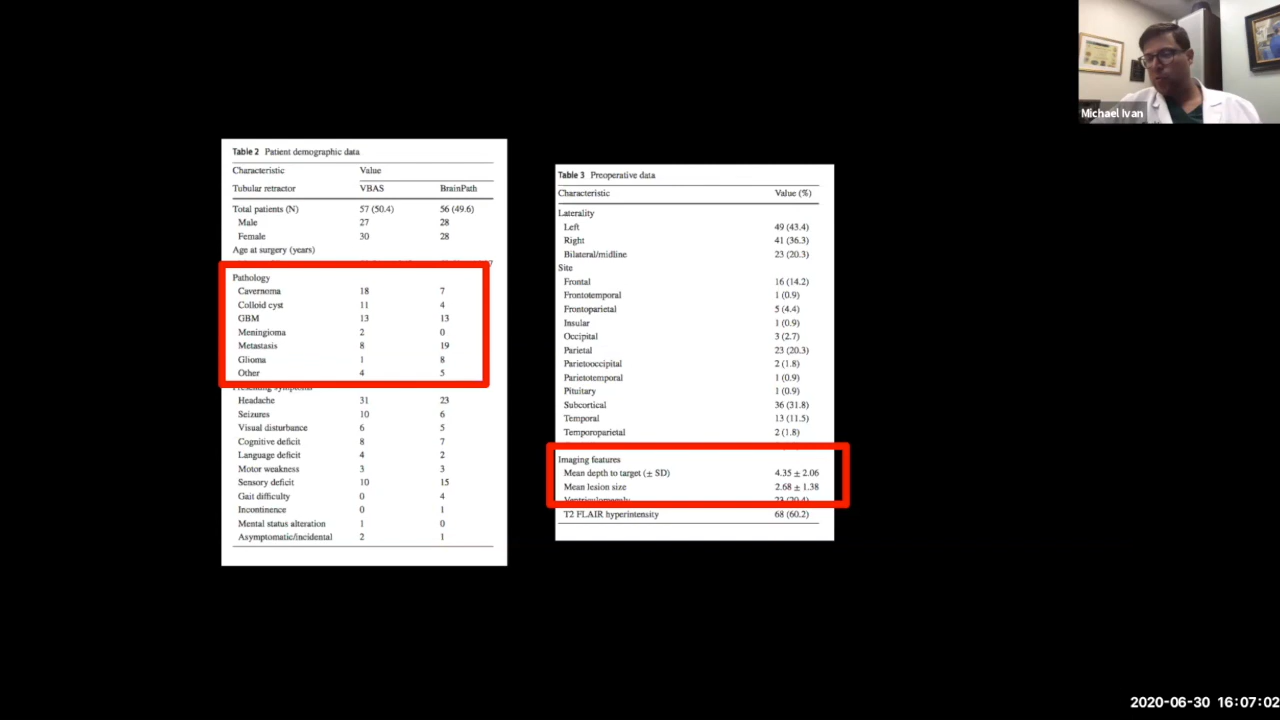 Michael Ivan
Table 2 Patient demographic data
Characteristic Value
Tubular retractor VBAS BrainPath
Total patients (N) 57 (50.4) 56 (49.6)
Male 27 28
Female 30 28
Age at surgery (years)
Pathology
Cavernoma 18 7
Colloid cyst 11 4
GBM 13 13
Meningioma 2 0
Metastasis 8 19
Glioma 1 8
Other 4 5
Presenting symptoms
Headache 31 23
Seizures 10 6
Visual disturbance 6 5
Cognitive deficit 8 7
Language deficit 4 2
Motor weakness 3 3
Sensory deficit 10 15
Gait difficulty 0 4
Incontinence 0 1
Mental status alteration 1 0
Asymptomatic/incidental 2 1
Table 3 Preoperative data
Characteristic Value (%)
Laterality
Left 49 (43.4)
Right 41 (36.3)
Bilateral/midline 23 (20.3)
Site
Frontal 16 (14.2)
Frontotemporal 1 (0.9)
Frontoparietal 5 (4.4)
Insular 1 (0.9)
Occipital 3 (2.7)
Parietal 23 (20.3)
Parietooccipital 2 (1.8)
Parietotemporal 1 (0.9)
Pituitary 1 (0.9)
Subcortical 36 (31.8)
Temporal 13 (11.5)
Temporoparietal 2 (1.8)
Imaging features
Mean depth to target (± SD) 4.35 ± 2.06
Mean lesion size 2.68 ± 1.38
Ventriculomegaly 23 (20.4)
T2 FLAIR hyperintensity 68 (60.2)
2020-06-30 16:07:02